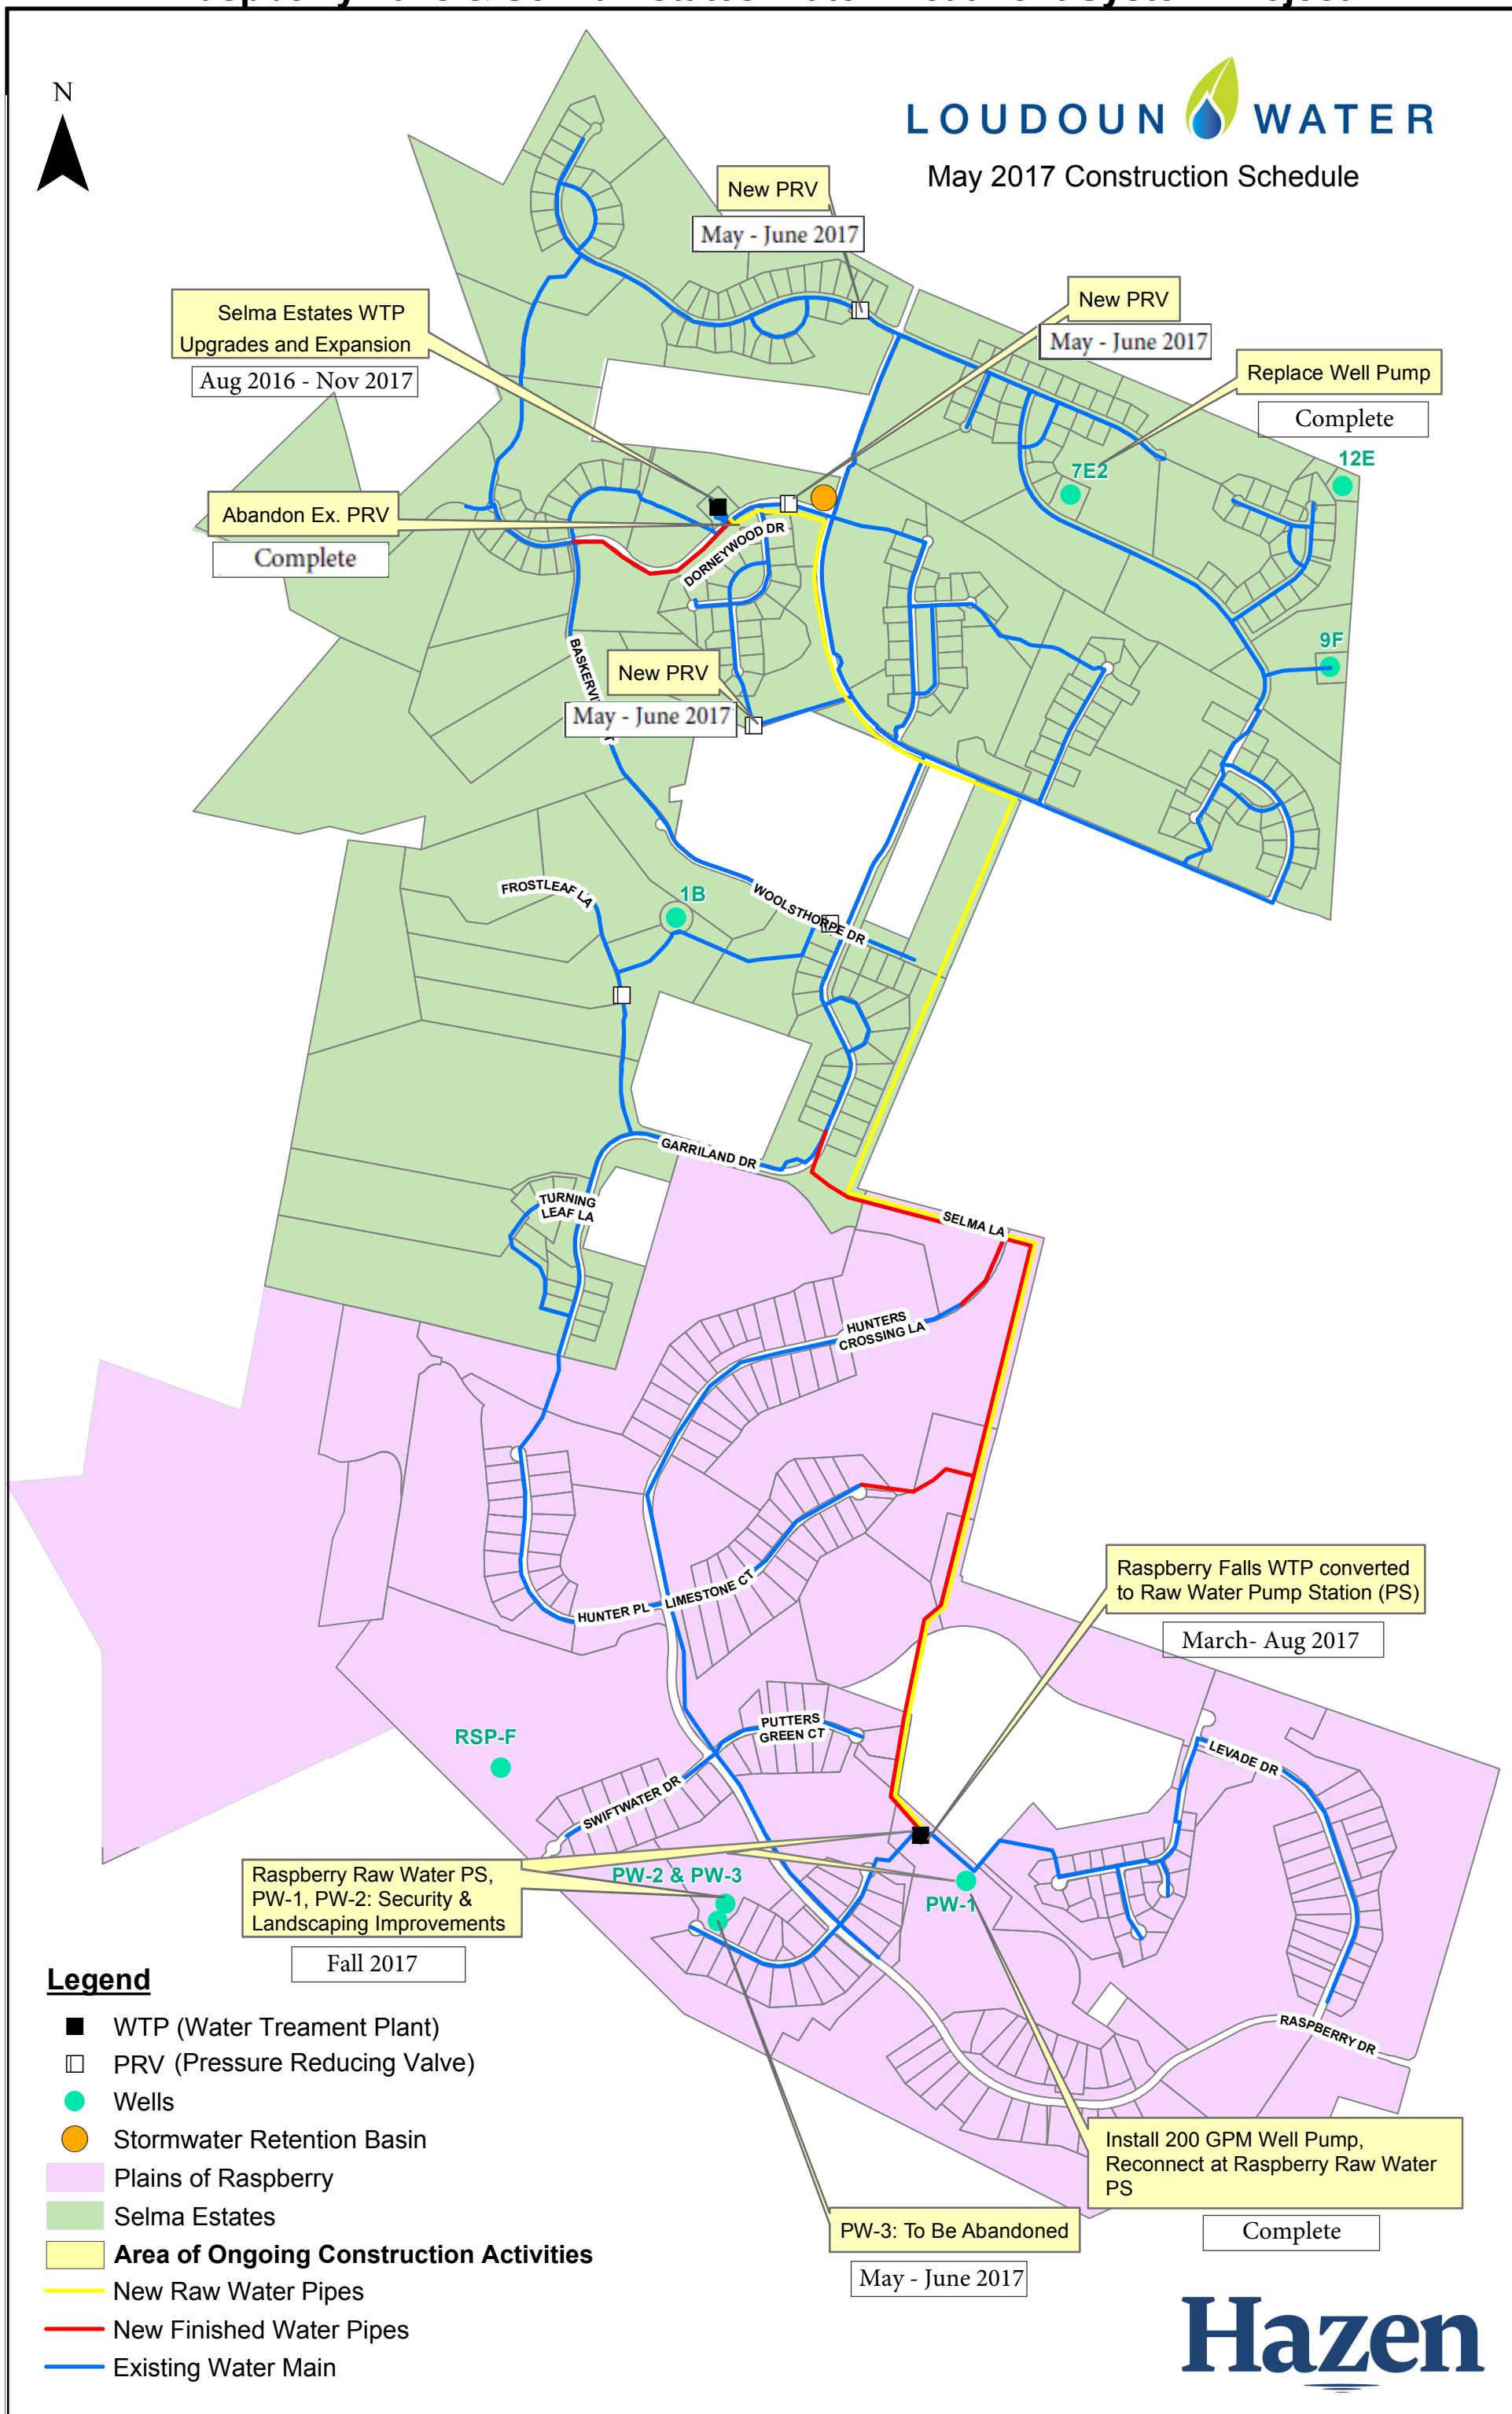 N
LOUDOUN WATER
May 2017 Construction Schedule
New PRV
May - June 2017
Selma Estates WTP
Upgrades and Expansion
Aug 2016 - Nov 2017
New PRV
May - June 2017
Replace Well Pump
Complete
12E
7E2
Abandon Ex. PRV
Complete
DORNEYWOOD DR
9F
New PRV
May - June 2017
FROSTLEAF LA
1B
WOOLSTHORPE DR
GARRILAND DR
TURNING
LEAF LA
SELMA LA
HUNTERS
CROSSING LA
Raspberry Falls WTP converted
to Raw Water Pump Station (PS)
March- Aug 2017
HUNTER PL
LIMESTONE CT
PUTTERS
GREEN CT
RSP-F
LEVADE DR
SWIFTWATER DR
Raspberry Raw Water PS,
PW-1, PW-2: Security &
Landscaping Improvements
Fall 2017
PW-2 & PW-3
PW-1
RASPBERRY DR
Install 200 GPM Well Pump,
Reconnect at Raspberry Raw Water
PS
Complete
PW-3: To Be Abandoned
May - June 2017
Legend
WTP (Water Treament Plant)
PRV (Pressure Reducing Valve)
Wells
Stormwater Retention Basin
Plains of Raspberry
Selma Estates
Area of Ongoing Construction Activities
New Raw Water Pipes
New Finished Water Pipes
Existing Water Main
Hazen